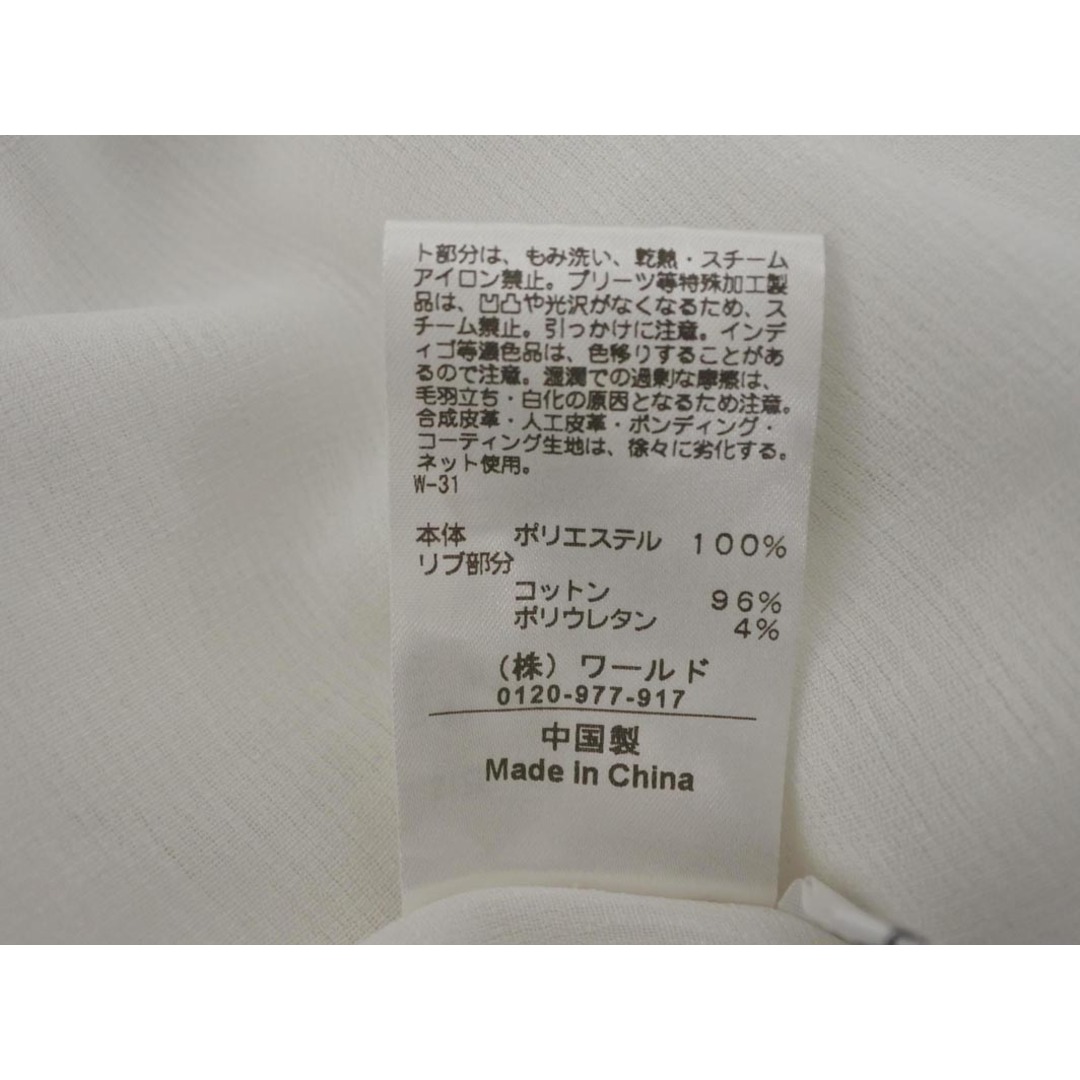 ト部分は、もみ洗い、乾熱・スチーム
アイロン禁止。プリーツ等特殊加工製
品は、凹凸や光沢がなくなるため、ス
チーム禁止。引っかけに注意。インデ
ィゴ等濃色品は、色移りすることがあ
るので注意。湿潤での過剰な摩擦は、
毛羽立ち・白化の原因となるため注意。
合成皮革・人工皮革・ボンディング・
コーティング生地は、徐々に劣化する。
ネット使用。
W-31
本体 ポリエステル 100%
リブ部分
コットン 96%
ポリウレタン 4%
(株) ワールド
0120-977-917
中国製
Made in China